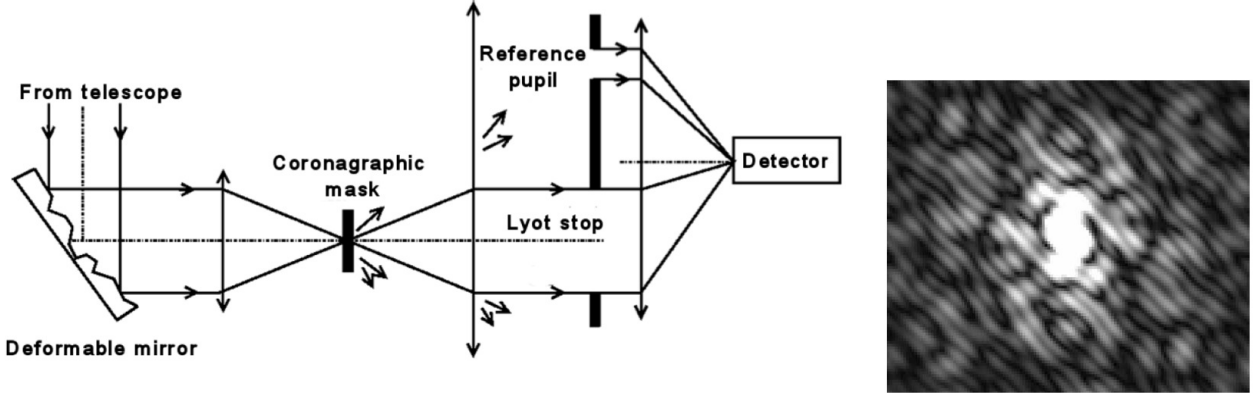 Reference
pupil
From telescope
Coronagraphic
mask
Detector
Lyot stop
Deformable mirror